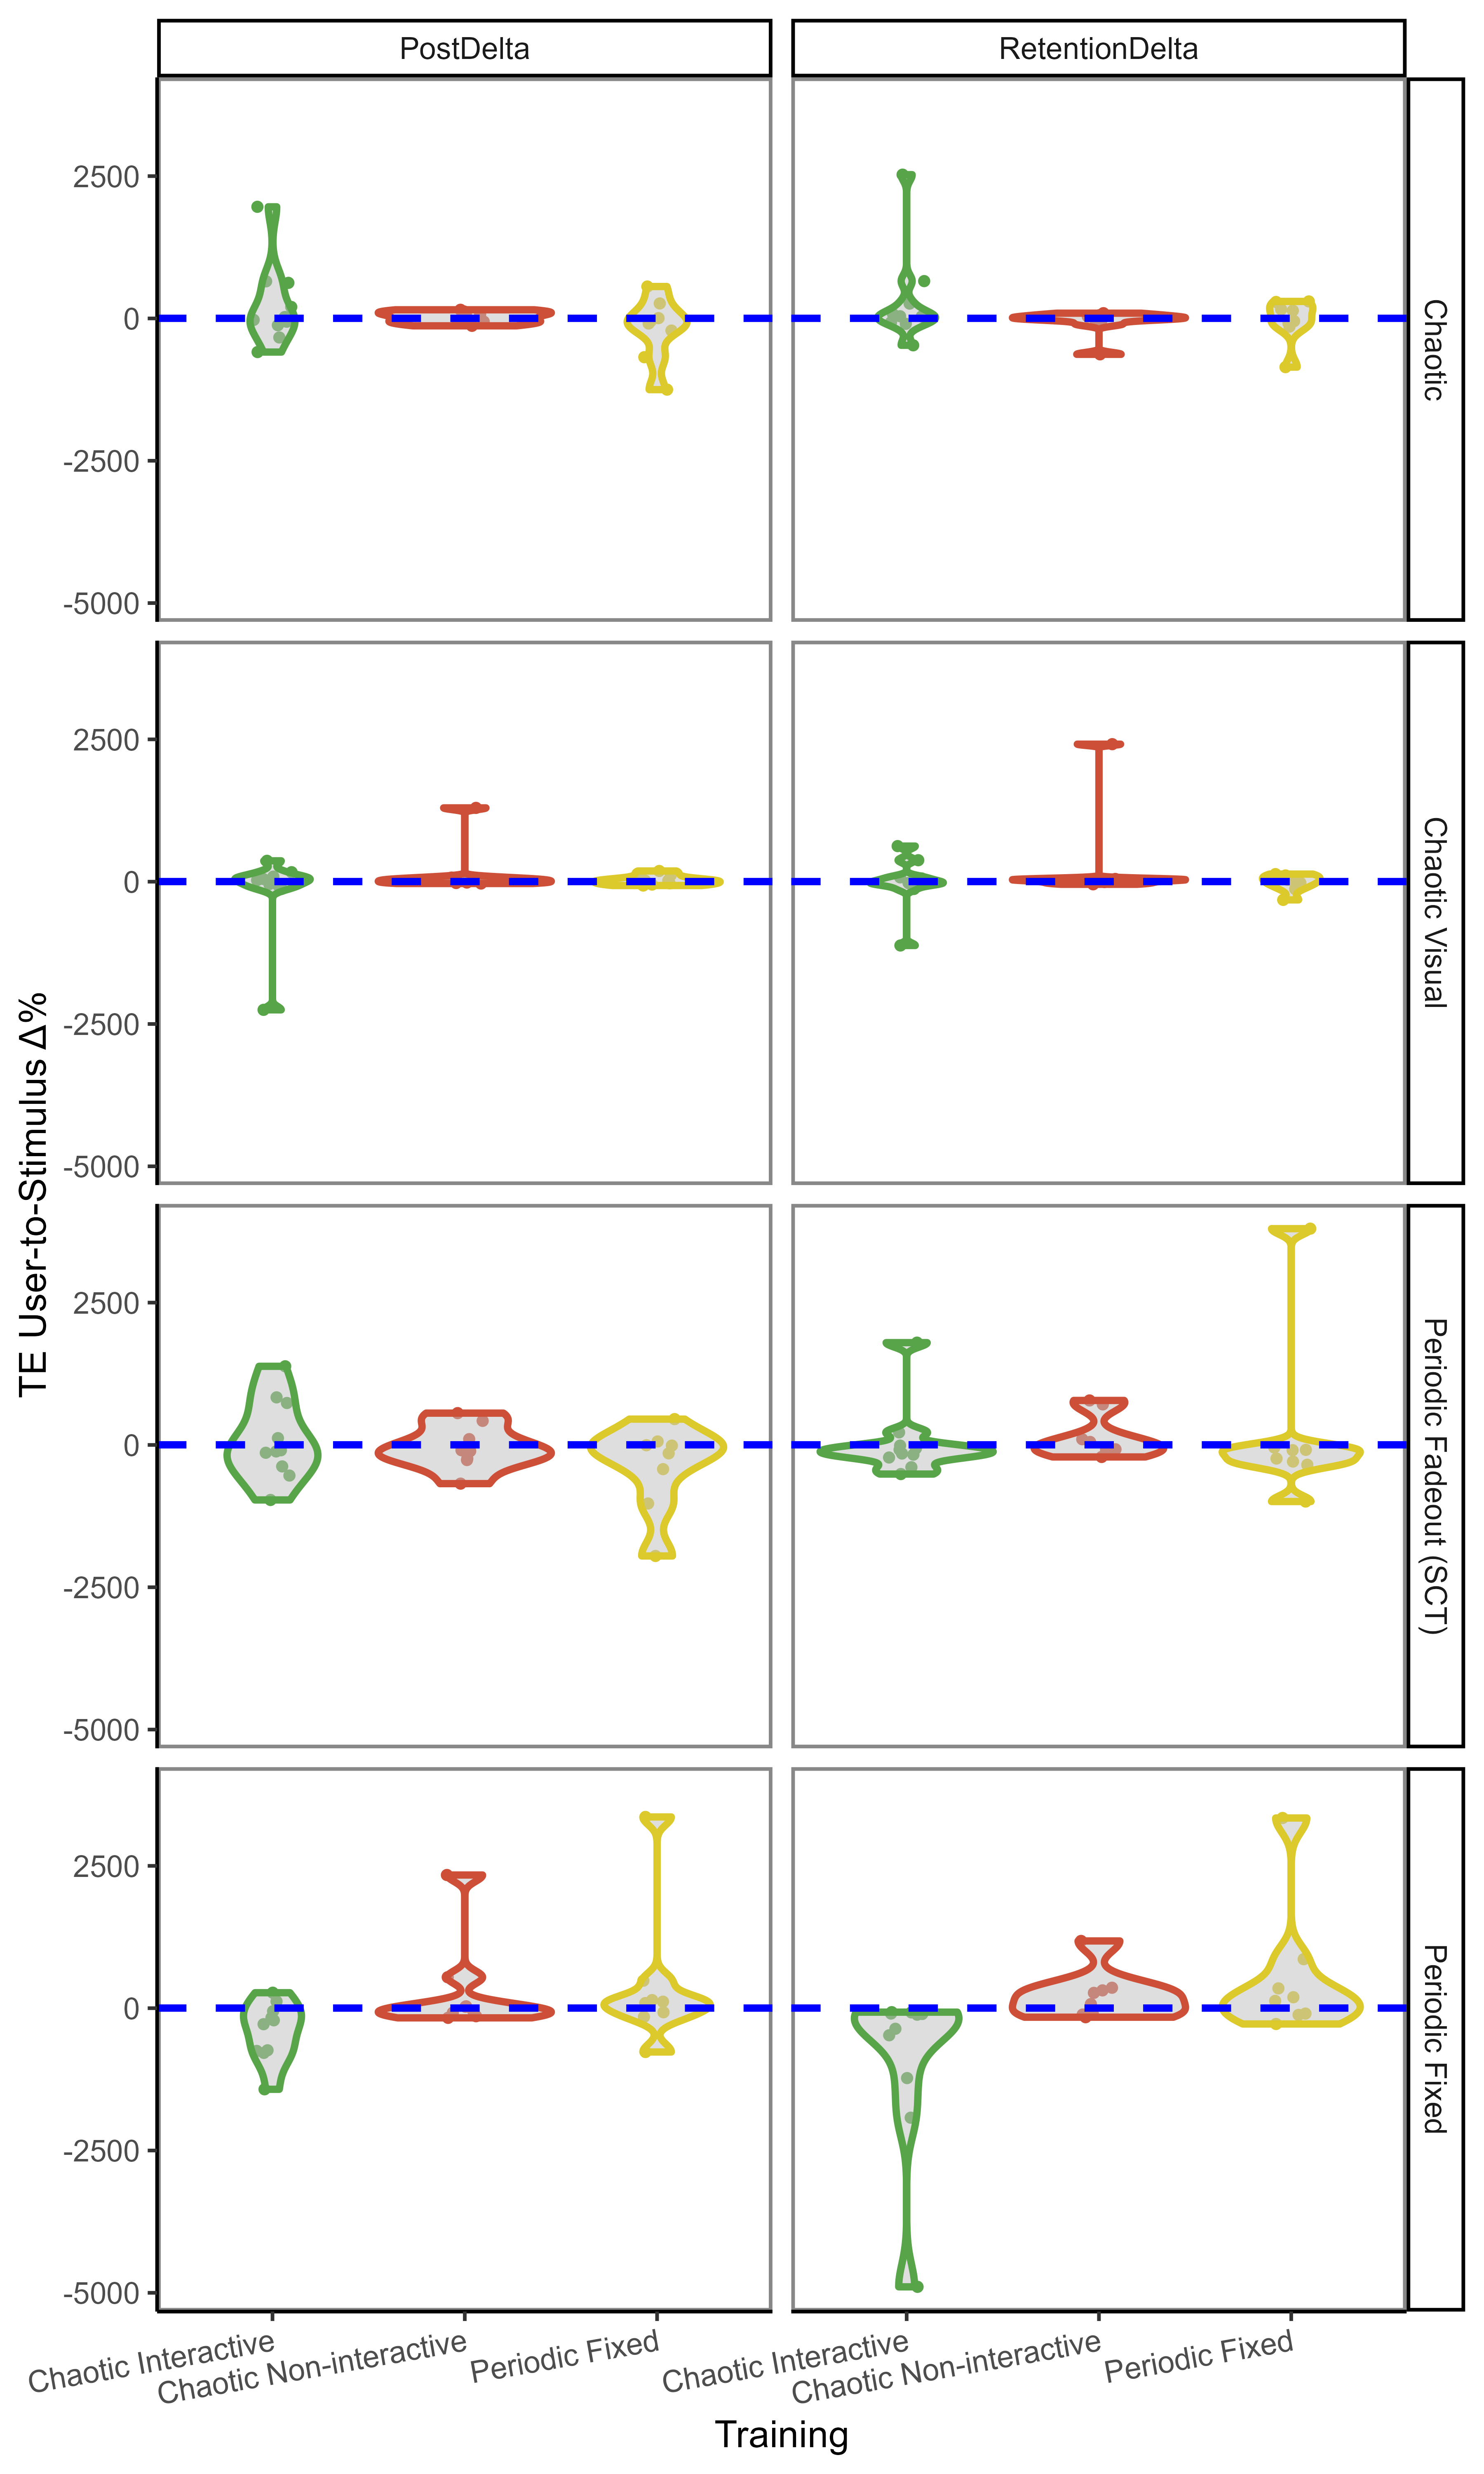 PostDelta
RetentionDelta
2500
0
-2500
-5000
Chaotic
2500
0
-2500
-5000
Chaotic Visual
2500
0
-2500
-5000
Periodic Fadeout (SCT)
2500
0
-2500
-5000
Periodic Fixed
TE User-to-Stimulus Δ%
Chaotic Interactive
Chaotic Non-interactive
Periodic Fixed
Chaotic Interactive
Chaotic Non-interactive
Periodic Fixed
Training